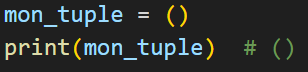 mon_tuple = ()
print(mon_tuple)  # ()